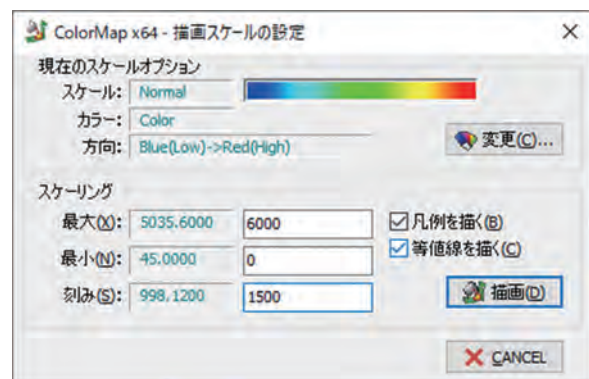 ColorMap x64 - 描画スケールの設定
現在のスケールオプション
スケール: Normal
カラー: Color
方向: Blue(Low)->Red(High)
変更(C)...
スケーリング
最大(X): 5035.6000 6000
最小(N): 45.0000 0
刻み(S): 998.1200 1500
凡例を描く(B)
等値線を描く(C)
描画(D)
CANCEL